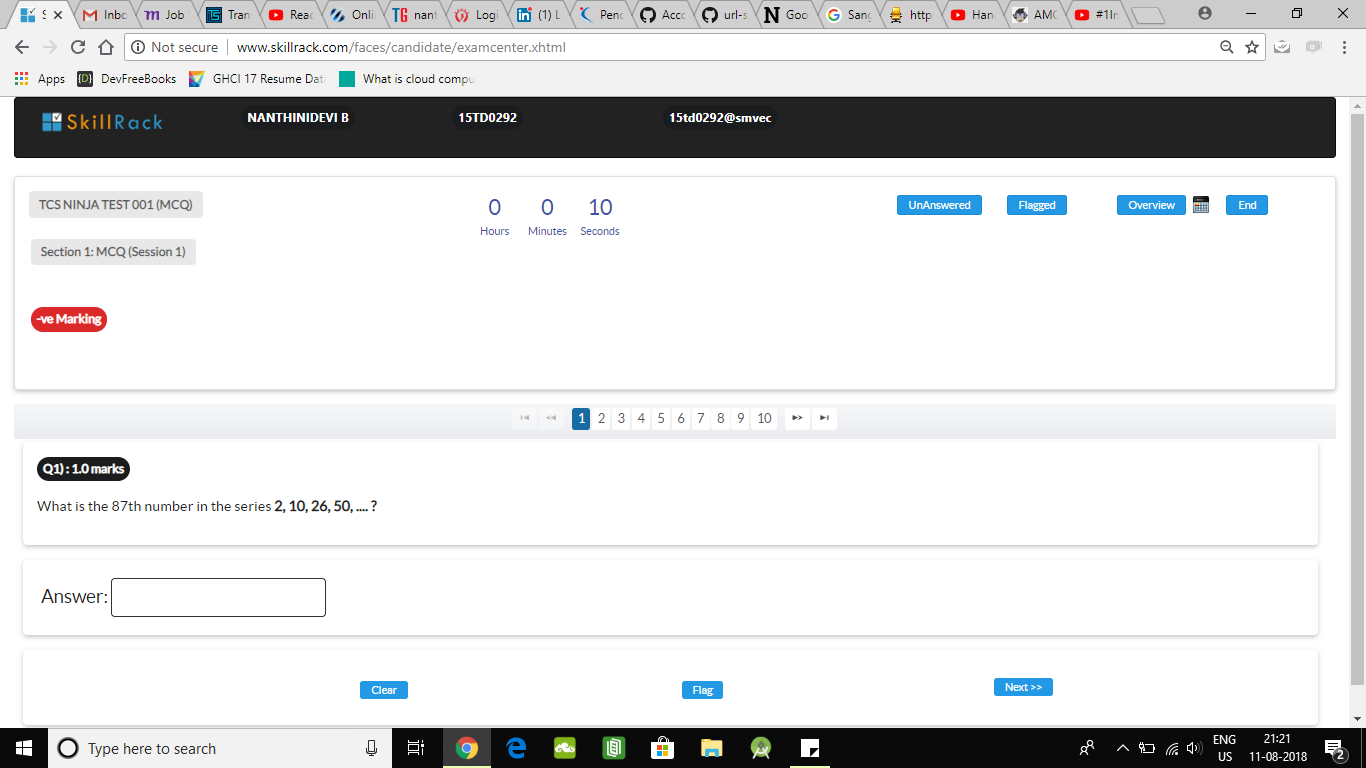 S Inbo Job Tran Reac Onli nant Logi (1) L Penc Acco url-s Goo Sang http Han AMC #1Ir
Not secure www.skillrack.com/faces/candidate/examcenter.xhtml
Apps DevFreeBooks GHCI 17 Resume Dat What is cloud compu
SkillRack NANTHINIDEVI B 15TD0292 15td0292@smvec
TCS NINJA TEST 001 (MCQ) 0 0 10 UnAnswered Flagged Overview End
Hours Minutes Seconds
Section 1: MCQ (Session 1)
-ve Marking
1 2 3 4 5 6 7 8 9 10
Q1) : 1.0 marks
What is the 87th number in the series 2, 10, 26, 50, .... ?
Answer:
Clear Flag Next >>
Type here to search ENG 21:21
US 11-08-2018 2